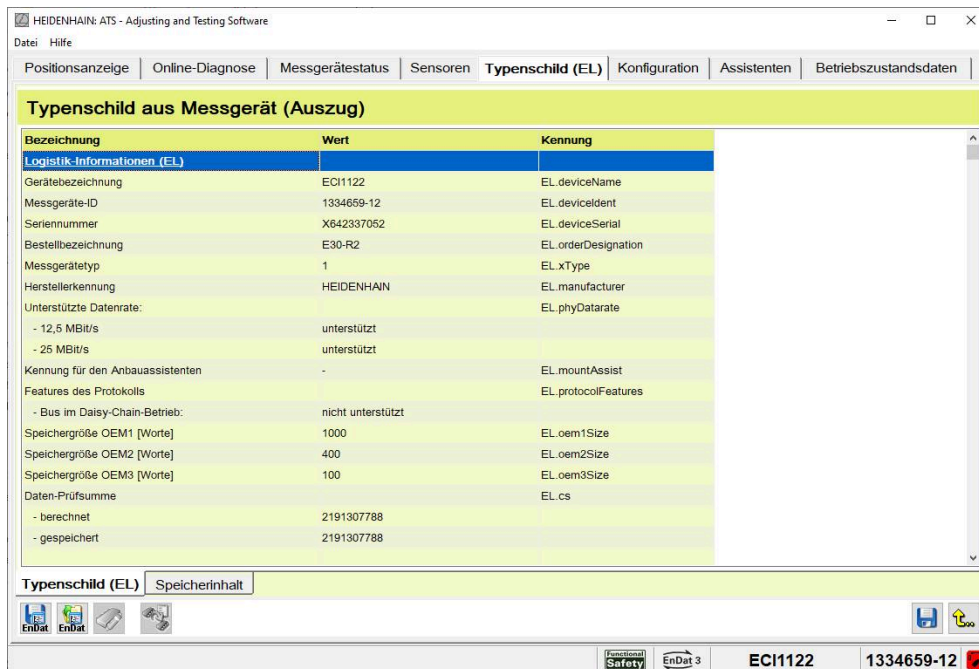 HEIDENHAIN: ATS - Adjusting and Testing Software
Datei Hilfe
Positionsanzeige Online-Diagnose Messgerätestatus Sensoren Typenschild (EL) Konfiguration Assistenten Betriebszustandsdaten
Typenschild aus Messgerät (Auszug)
Bezeichnung Wert Kennung
Logistik-Informationen (EL)
Gerätebezeichnung ECI1122 EL.deviceName
Messgeräte-ID 1334659-12 EL.deviceIdent
Seriennummer X642337052 EL.deviceSerial
Bestellbezeichnung E30-R2 EL.orderDesignation
Messgerätetyp 1 EL.xType
Herstellerkennung HEIDENHAIN EL.manufacturer
Unterstützte Datenrate: EL.phyDatarate
- 12,5 MBit/s unterstützt
- 25 MBit/s unterstützt
Kennung für den Anbauassistenten - EL.mountAssist
Features des Protokolls EL.protocolFeatures
- Bus im Daisy-Chain-Betrieb: nicht unterstützt
Speichergröße OEM1 [Worte] 1000 EL.oem1Size
Speichergröße OEM2 [Worte] 400 EL.oem2Size
Speichergröße OEM3 [Worte] 100 EL.oem3Size
Daten-Prüfsumme EL.cs
- berechnet 2191307788
- gespeichert 2191307788
Typenschild (EL) Speicherinhalt
EnDat EnDat
Functional Safety EnDat 3 ECI1122 1334659-12